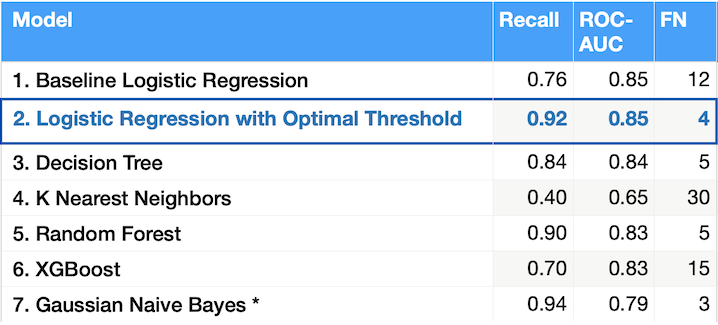 Model Recall ROC-AUC FN
1. Baseline Logistic Regression 0.76 0.85 12
2. Logistic Regression with Optimal Threshold 0.92 0.85 4
3. Decision Tree 0.84 0.84 5
4. K Nearest Neighbors 0.40 0.65 30
5. Random Forest 0.90 0.83 5
6. XGBoost 0.70 0.83 15
7. Gaussian Naive Bayes * 0.94 0.79 3